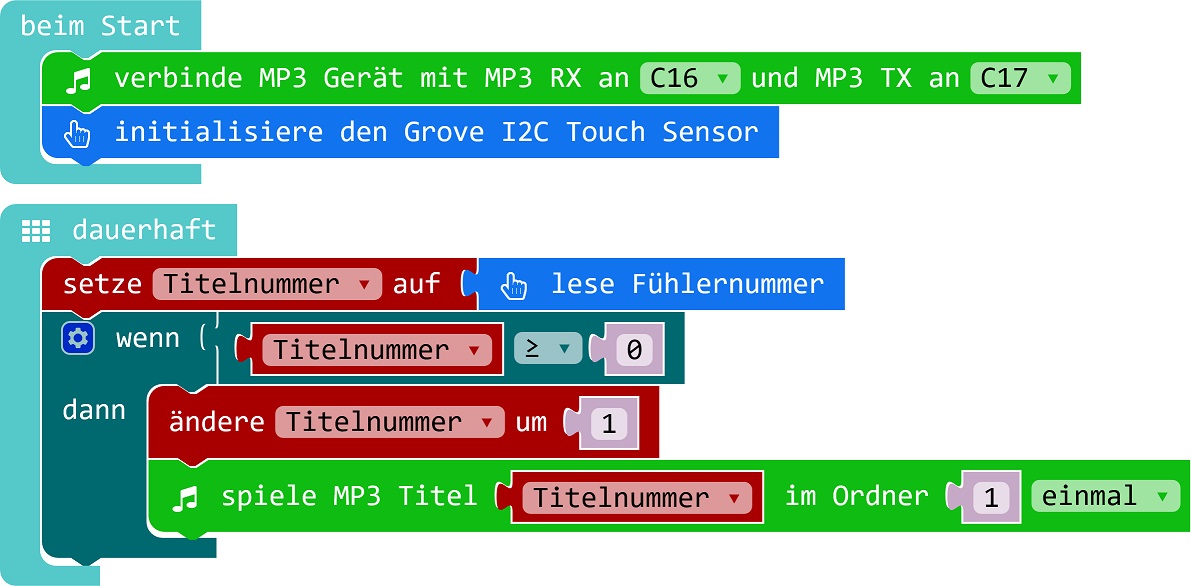 beim Start
verbinde MP3 Gerät mit MP3 RX an C16 und MP3 TX an C17
initialisiere den Grove I2C Touch Sensor
dauerhaft
setze Titelnummer auf lese Fühlernummer
wenn Titelnummer ≥ 0
dann
ändere Titelnummer um 1
spiele MP3 Titel Titelnummer im Ordner 1 einmal